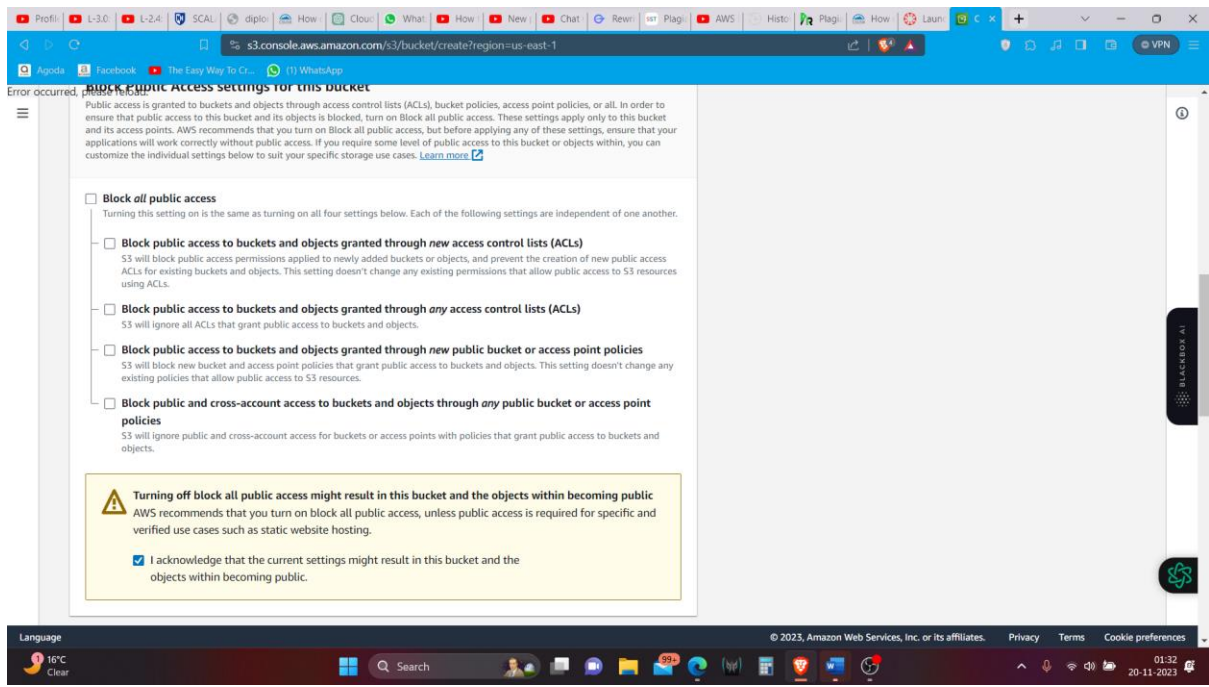 Profil
L-3.0:
L-2.4:
SCAL
diplo
How
Clou
What
How
New
Chat
Rewri
Plagi
AWS
Histo
Plagi
How
Laun
C
s3.console.aws.amazon.com/s3/bucket/create?region=us-east-1
VPN
Agoda
Facebook
The Easy Way To Cr...
(1) WhatsApp
Error occurred, please reload.
Block Public Access settings for this bucket
Public access is granted to buckets and objects through access control lists (ACLs), bucket policies, access point policies, or all. In order to
ensure that public access to this bucket and its objects is blocked, turn on Block all public access. These settings apply only to this bucket
and its access points. AWS recommends that you turn on Block all public access, but before applying any of these settings, ensure that your
applications will work correctly without public access. If you require some level of public access to this bucket or objects within, you can
customize the individual settings below to suit your specific storage use cases. Learn more
Block all public access
Turning this setting on is the same as turning on all four settings below. Each of the following settings are independent of one another.
Block public access to buckets and objects granted through new access control lists (ACLs)
S3 will block public access permissions applied to newly added buckets or objects, and prevent the creation of new public access
ACLs for existing buckets and objects. This setting doesn't change any existing permissions that allow public access to S3 resources
using ACLs.
Block public access to buckets and objects granted through any access control lists (ACLs)
S3 will ignore all ACLs that grant public access to buckets and objects.
Block public access to buckets and objects granted through new public bucket or access point policies
S3 will block new bucket and access point policies that grant public access to buckets and objects. This setting doesn't change any
existing policies that allow public access to S3 resources.
Block public and cross-account access to buckets and objects through any public bucket or access point
policies
S3 will ignore public and cross-account access for buckets or access points with policies that grant public access to buckets and
objects.
BLACKBOX AI
Turning off block all public access might result in this bucket and the objects within becoming public
AWS recommends that you turn on block all public access, unless public access is required for specific and
verified use cases such as static website hosting.
I acknowledge that the current settings might result in this bucket and the
objects within becoming public.
Language
© 2023, Amazon Web Services, Inc. or its affiliates.
Privacy
Terms
Cookie preferences
1
16°C
Clear
Search
99+
01:32
20-11-2023